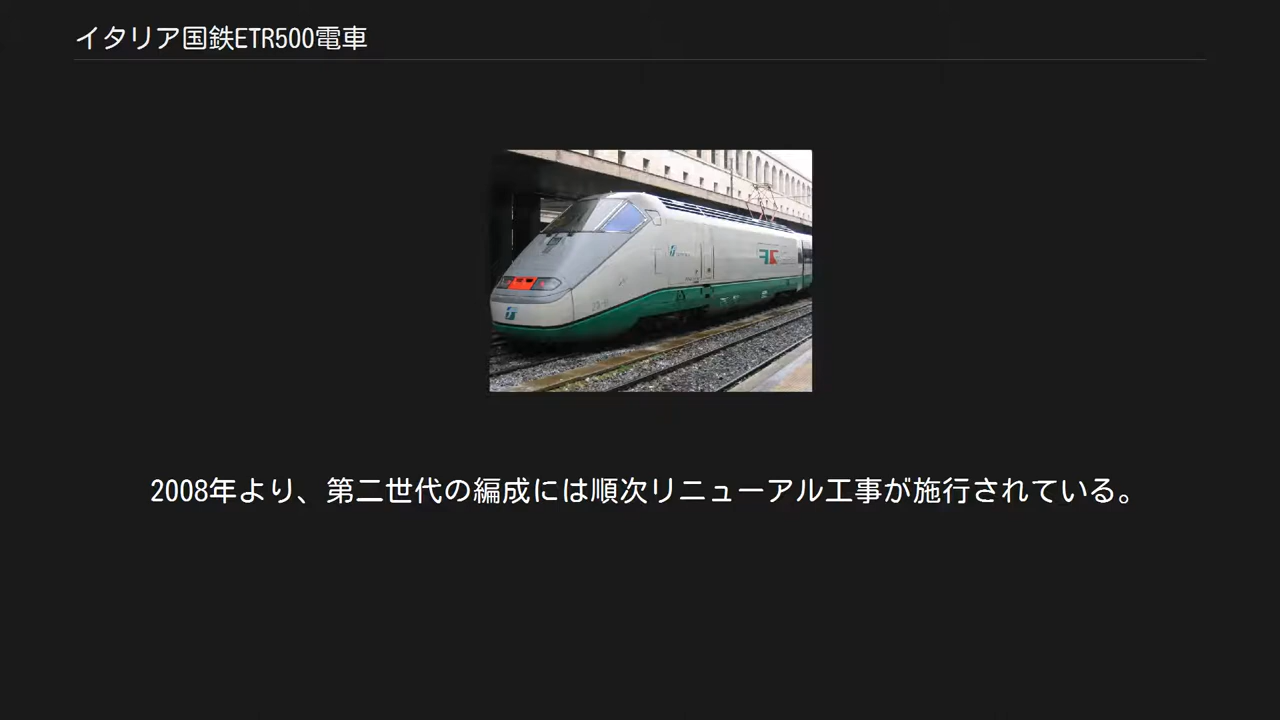 イタリア国鉄ETR500電車
2008年より、第二世代の編成には順次リニューアル工事が施行されている。